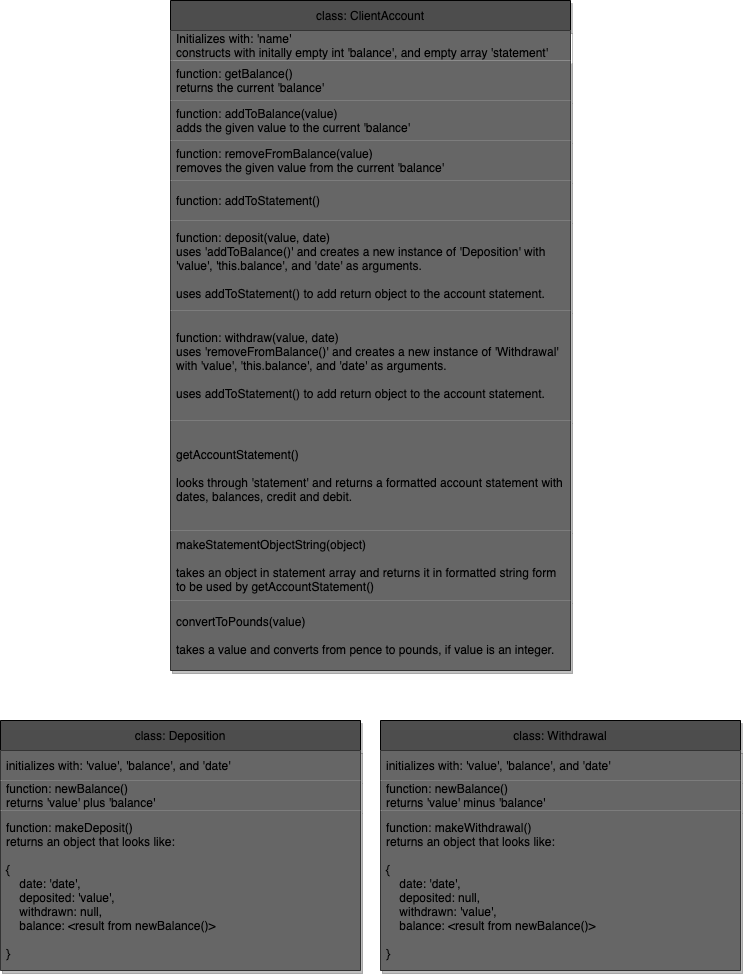 class: ClientAccount
Initializes with: 'name'
constructs with initally empty int 'balance', and empty array 'statement'
function: getBalance()
returns the current 'balance'
function: addToBalance(value)
adds the given value to the current 'balance'
function: removeFromBalance(value)
removes the given value from the current 'balance'
function: addToStatement()
function: deposit(value, date)
uses 'addToBalance()' and creates a new instance of 'Deposition' with
'value', 'this.balance', and 'date' as arguments.
uses addToStatement() to add return object to the account statement.
function: withdraw(value, date)
uses 'removeFromBalance()' and creates a new instance of 'Withdrawal'
with 'value', 'this.balance', and 'date' as arguments.
uses addToStatement() to add return object to the account statement.
getAccountStatement()
looks through 'statement' and returns a formatted account statement with
dates, balances, credit and debit.
makeStatementObjectString(object)
takes an object in statement array and returns it in formatted string form
to be used by getAccountStatement()
convertToPounds(value)
takes a value and converts from pence to pounds, if value is an integer.
class: Deposition
initializes with: 'value', 'balance', and 'date'
function: newBalance()
returns 'value' plus 'balance'
function: makeDeposit()
returns an object that looks like:
{
date: 'date',
deposited: 'value',
withdrawn: null,
balance: <result from newBalance()>
}
class: Withdrawal
initializes with: 'value', 'balance', and 'date'
function: newBalance()
returns 'value' minus 'balance'
function: makeWithdrawal()
returns an object that looks like:
{
date: 'date',
deposited: null,
withdrawn: 'value',
balance: <result from newBalance()>
}